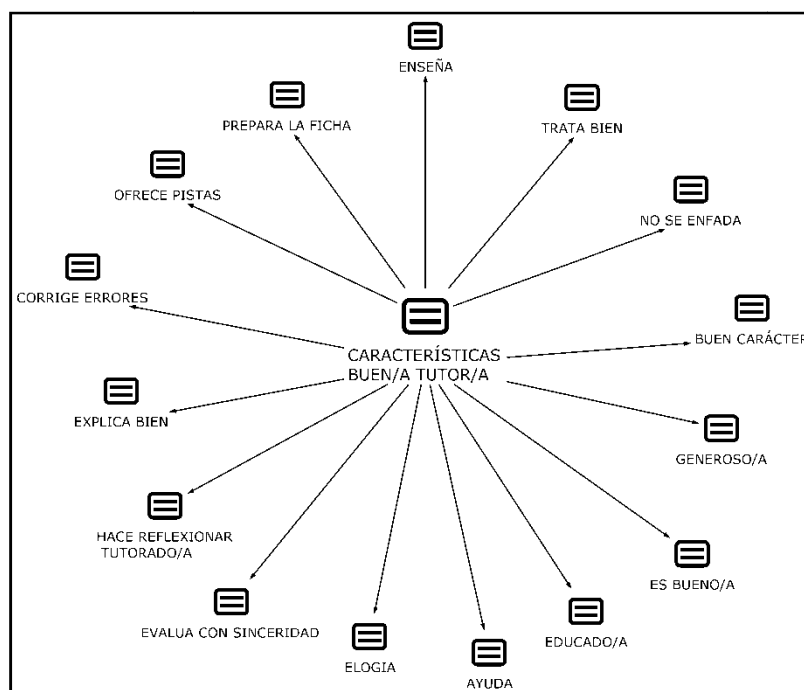 ENSEÑA
PREPARA LA FICHA
TRATA BIEN
OFRECE PISTAS
NO SE ENFADA
CORRIGE ERRORES
BUEN CARÁCTER
CARACTERÍSTICAS
BUEN/A TUTOR/A
EXPLICA BIEN
GENEROSO/A
HACE REFLEXIONAR
TUTORADO/A
ES BUENO/A
EVALUA CON SINCERIDAD
EDUCADO/A
ELOGIA
AYUDA